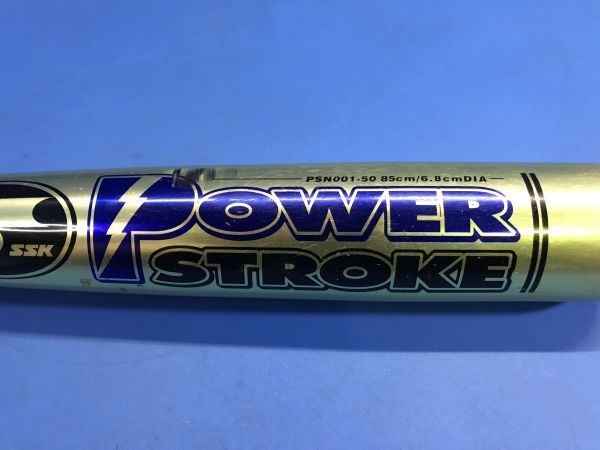 PSN001-50 85cm/6.8cmDIA
POWER
STROKE
SSK